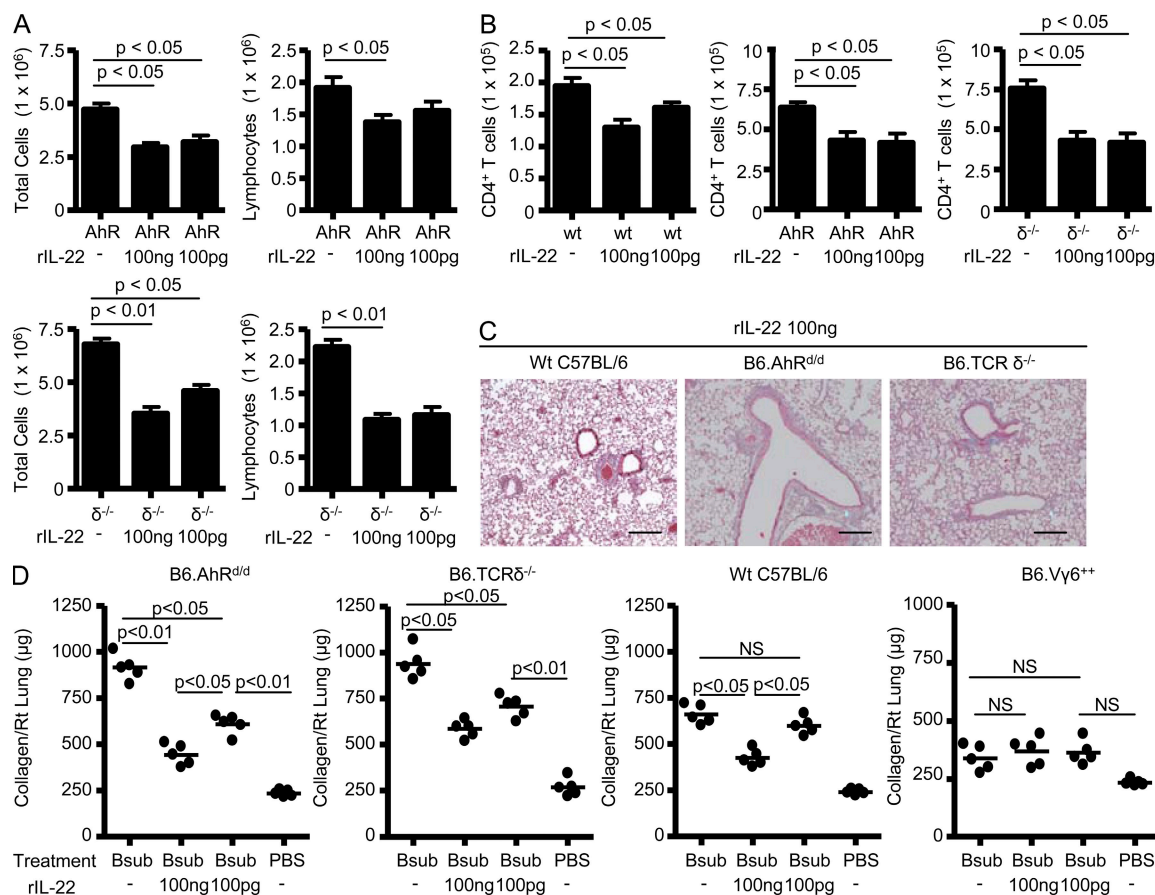 A
p < 0.05
p < 0.05
Total Cells (1 x 10⁶)
7.5
5.0
2.5
0
AhR AhR AhR
rIL-22 - 100ng 100pg
p < 0.05
Lymphocytes (1 x 10⁶)
2.5
2.0
1.5
1.0
0.5
0
AhR AhR AhR
rIL-22 - 100ng 100pg
p < 0.05
p < 0.01
Total Cells (1 x 10⁶)
7.5
5.0
2.5
0
δ⁻/⁻ δ⁻/⁻ δ⁻/⁻
rIL-22 - 100ng 100pg
p < 0.01
Lymphocytes (1 x 10⁶)
2.5
2.0
1.5
1.0
0.5
0
δ⁻/⁻ δ⁻/⁻ δ⁻/⁻
rIL-22 - 100ng 100pg
B
p < 0.05
p < 0.05
CD4⁺ T cells (1 x 10⁵)
2.5
2.0
1.5
1.0
0.5
0
wt wt wt
rIL-22 - 100ng 100pg
p < 0.05
p < 0.05
CD4⁺ T cells (1 x 10⁵)
10
7.5
5.0
2.5
0
AhR AhR AhR
rIL-22 - 100ng 100pg
p < 0.05
p < 0.05
CD4⁺ T cells (1 x 10⁵)
10
7.5
5.0
2.5
0
δ⁻/⁻ δ⁻/⁻ δ⁻/⁻
rIL-22 - 100ng 100pg
C
rIL-22 100ng
Wt C57BL/6 B6.AhRᵈ/ᵈ B6.TCR δ⁻/⁻
D
B6.AhRᵈ/ᵈ
p<0.05
p<0.01
p<0.05 p<0.01
Collagen/Rt Lung (µg)
1250
1000
750
500
250
0
Treatment Bsub Bsub Bsub PBS
rIL-22 - 100ng 100pg -
B6.TCRδ⁻/⁻
p<0.05
p<0.05
p<0.01
Collagen/Rt Lung (µg)
1250
1000
750
500
250
0
Bsub Bsub Bsub PBS
- 100ng 100pg -
Wt C57BL/6
NS
p<0.05 p<0.05
Collagen/Rt Lung (µg)
1250
1000
750
500
250
0
Bsub Bsub Bsub PBS
- 100ng 100pg -
B6.Vγ6⁺⁺
NS
NS NS
Collagen/Rt Lung (µg)
1000
750
500
250
0
Bsub Bsub Bsub PBS
- 100ng 100pg -